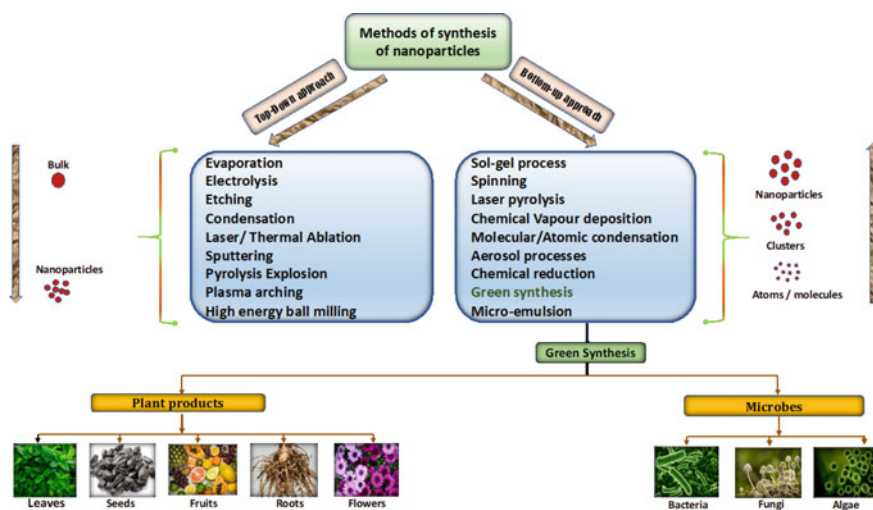 Methods of synthesis
of nanoparticles
Top-Down approach
Bottom-up approach
Bulk
Nanoparticles
Evaporation
Electrolysis
Etching
Condensation
Laser/ Thermal Ablation
Sputtering
Pyrolysis Explosion
Plasma arching
High energy ball milling
Sol-gel process
Spinning
Laser pyrolysis
Chemical Vapour deposition
Molecular/Atomic condensation
Aerosol processes
Chemical reduction
Green synthesis
Micro-emulsion
Nanoparticles
Clusters
Atoms / molecules
Green Synthesis
Plant products
Microbes
Leaves
Seeds
Fruits
Roots
Flowers
Bacteria
Fungi
Algae